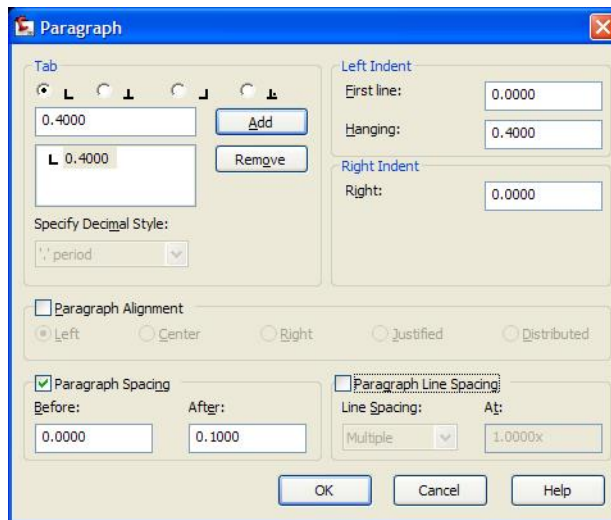 Paragraph
Tab
0.4000
Add
0.4000
Remove
Specify Decimal Style:
'.' period
Left Indent
First line:
0.0000
Hanging:
0.4000
Right Indent
Right:
0.0000
Paragraph Alignment
Left Center Right Justified Distributed
Paragraph Spacing
Before: After:
0.0000 0.1000
Paragraph Line Spacing
Line Spacing: At:
Multiple 1.0000x
OK Cancel Help